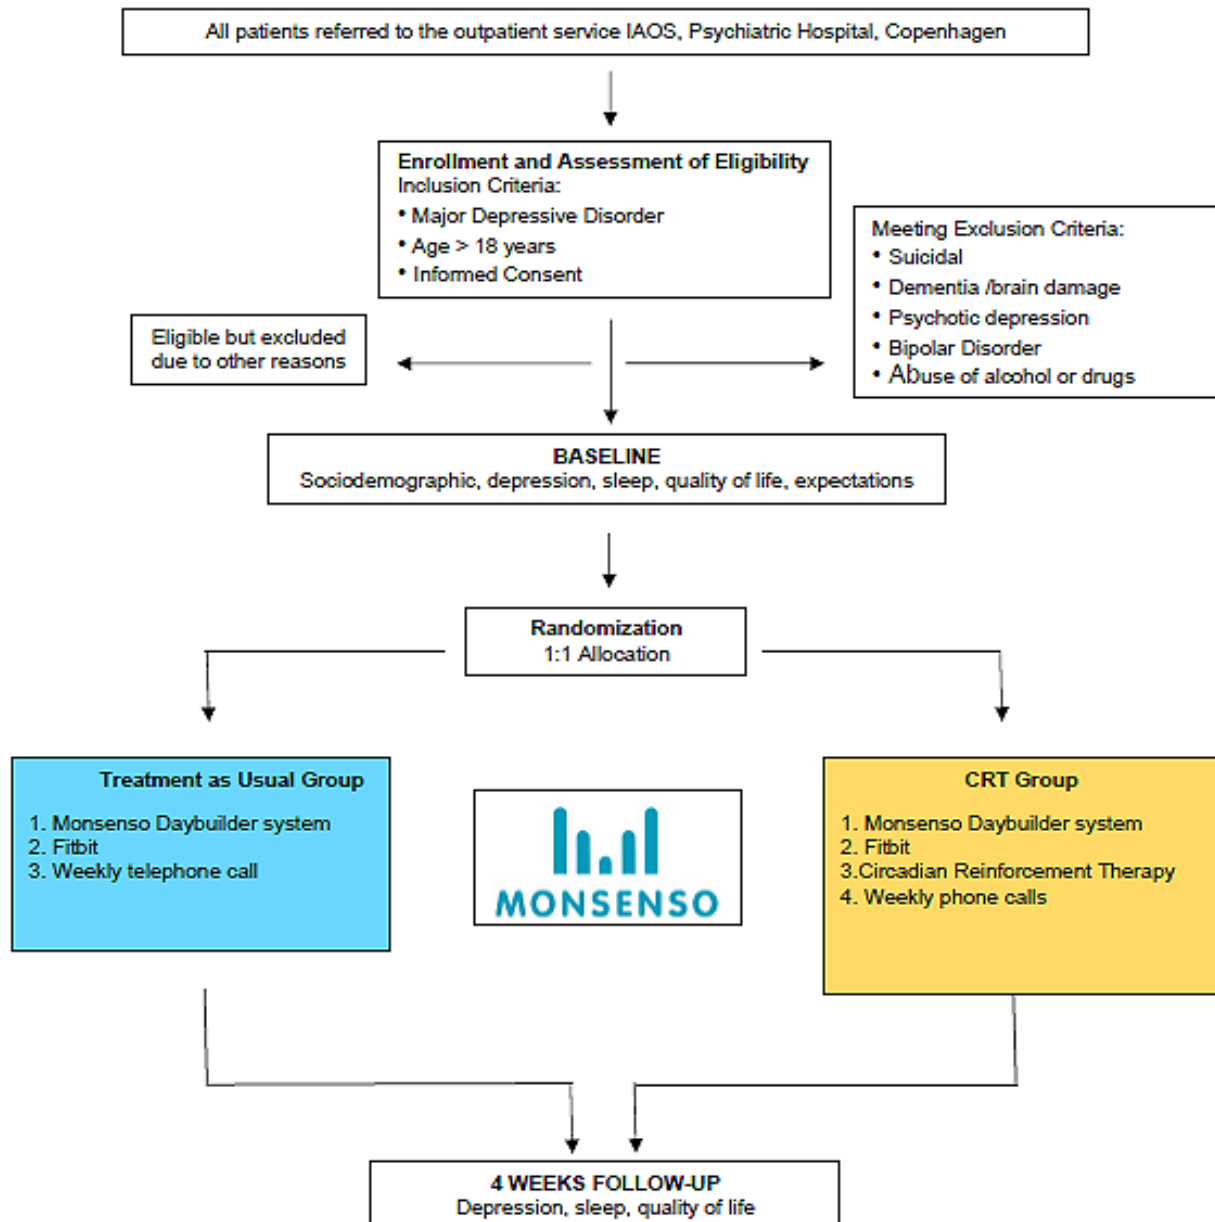 All patients referred to the outpatient service IAOS, Psychiatric Hospital, Copenhagen
Enrollment and Assessment of Eligibility
Inclusion Criteria:
• Major Depressive Disorder
• Age > 18 years
• Informed Consent
Meeting Exclusion Criteria:
• Suicidal
• Dementia /brain damage
• Psychotic depression
• Bipolar Disorder
• Abuse of alcohol or drugs
Eligible but excluded
due to other reasons
BASELINE
Sociodemographic, depression, sleep, quality of life, expectations
Randomization
1:1 Allocation
Treatment as Usual Group
1. Monsenso Daybuilder system
2. Fitbit
3. Weekly telephone call
MONSENSO
CRT Group
1. Monsenso Daybuilder system
2. Fitbit
3.Circadian Reinforcement Therapy
4. Weekly phone calls
4 WEEKS FOLLOW-UP
Depression, sleep, quality of life